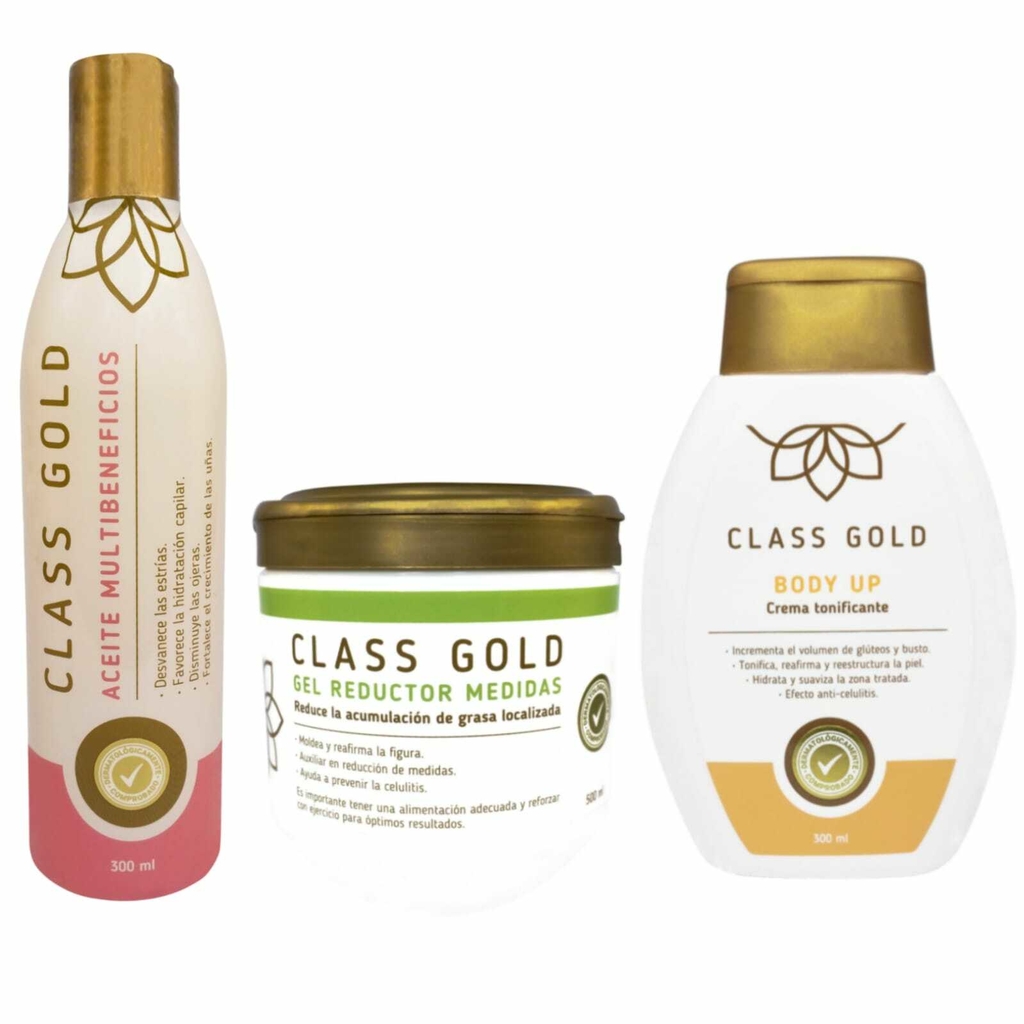 CLASS GOLD
ACEITE MULTIBENEFICIOS
· Desvanece las estrías.
· Favorece la hidratación capilar.
· Disminuye las ojeras.
· Fortalece el crecimiento de las uñas.
DERMATOLÓGICAMENTE
COMPROBADO
300 ml
CLASS GOLD
GEL REDUCTOR MEDIDAS
Reduce la acumulación de grasa localizada
· Moldea y reafirma la figura.
· Auxiliar en reducción de medidas.
· Ayuda a prevenir la celulitis.
Es importante tener una alimentación adecuada y reforzar
con ejercicio para óptimos resultados.
500 ml
CLASS GOLD
BODY UP
Crema tonificante
· Incrementa el volumen de glúteos y busto.
· Tonifica, reafirma y reestructura la piel.
· Hidrata y suaviza la zona tratada.
· Efecto anti-celulitis.
DERMATOLÓGICAMENTE
COMPROBADO
300 ml